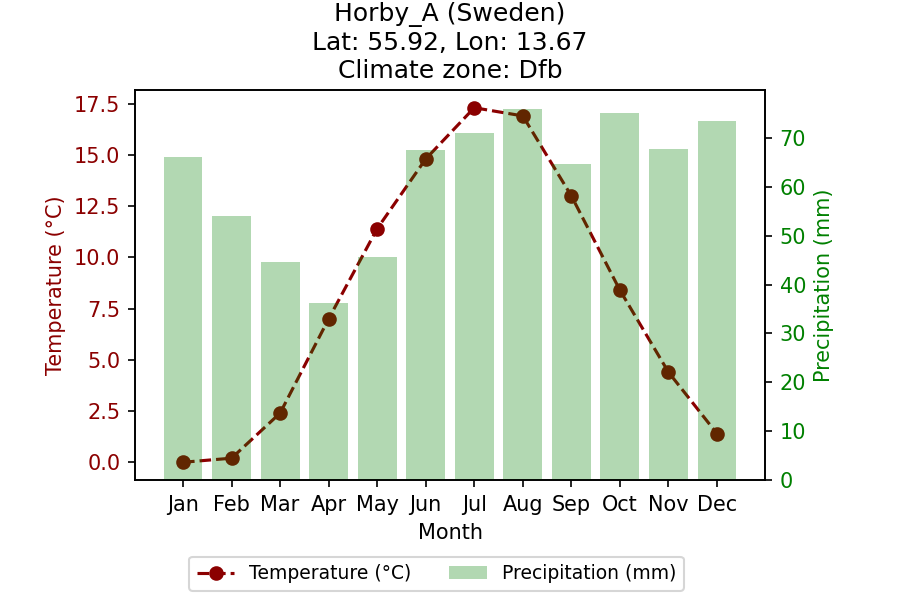 Horby_A (Sweden)
Lat: 55.92, Lon: 13.67
Climate zone: Dfb
Temperature (°C)
17.5
15.0
12.5
10.0
7.5
5.0
2.5
0.0
70
60
50
40
30
20
10
0
Precipitation (mm)
Jan Feb Mar Apr May Jun Jul Aug Sep Oct Nov Dec
Month
Temperature (°C) Precipitation (mm)